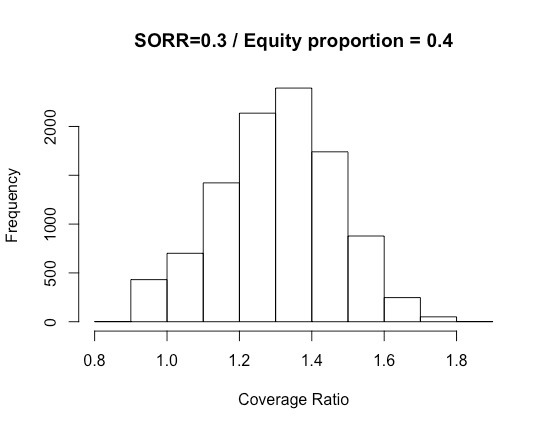 SORR=0.3 / Equity proportion = 0.4
Frequency
2000
1000
500
0
0.8 1.0 1.2 1.4 1.6 1.8
Coverage Ratio